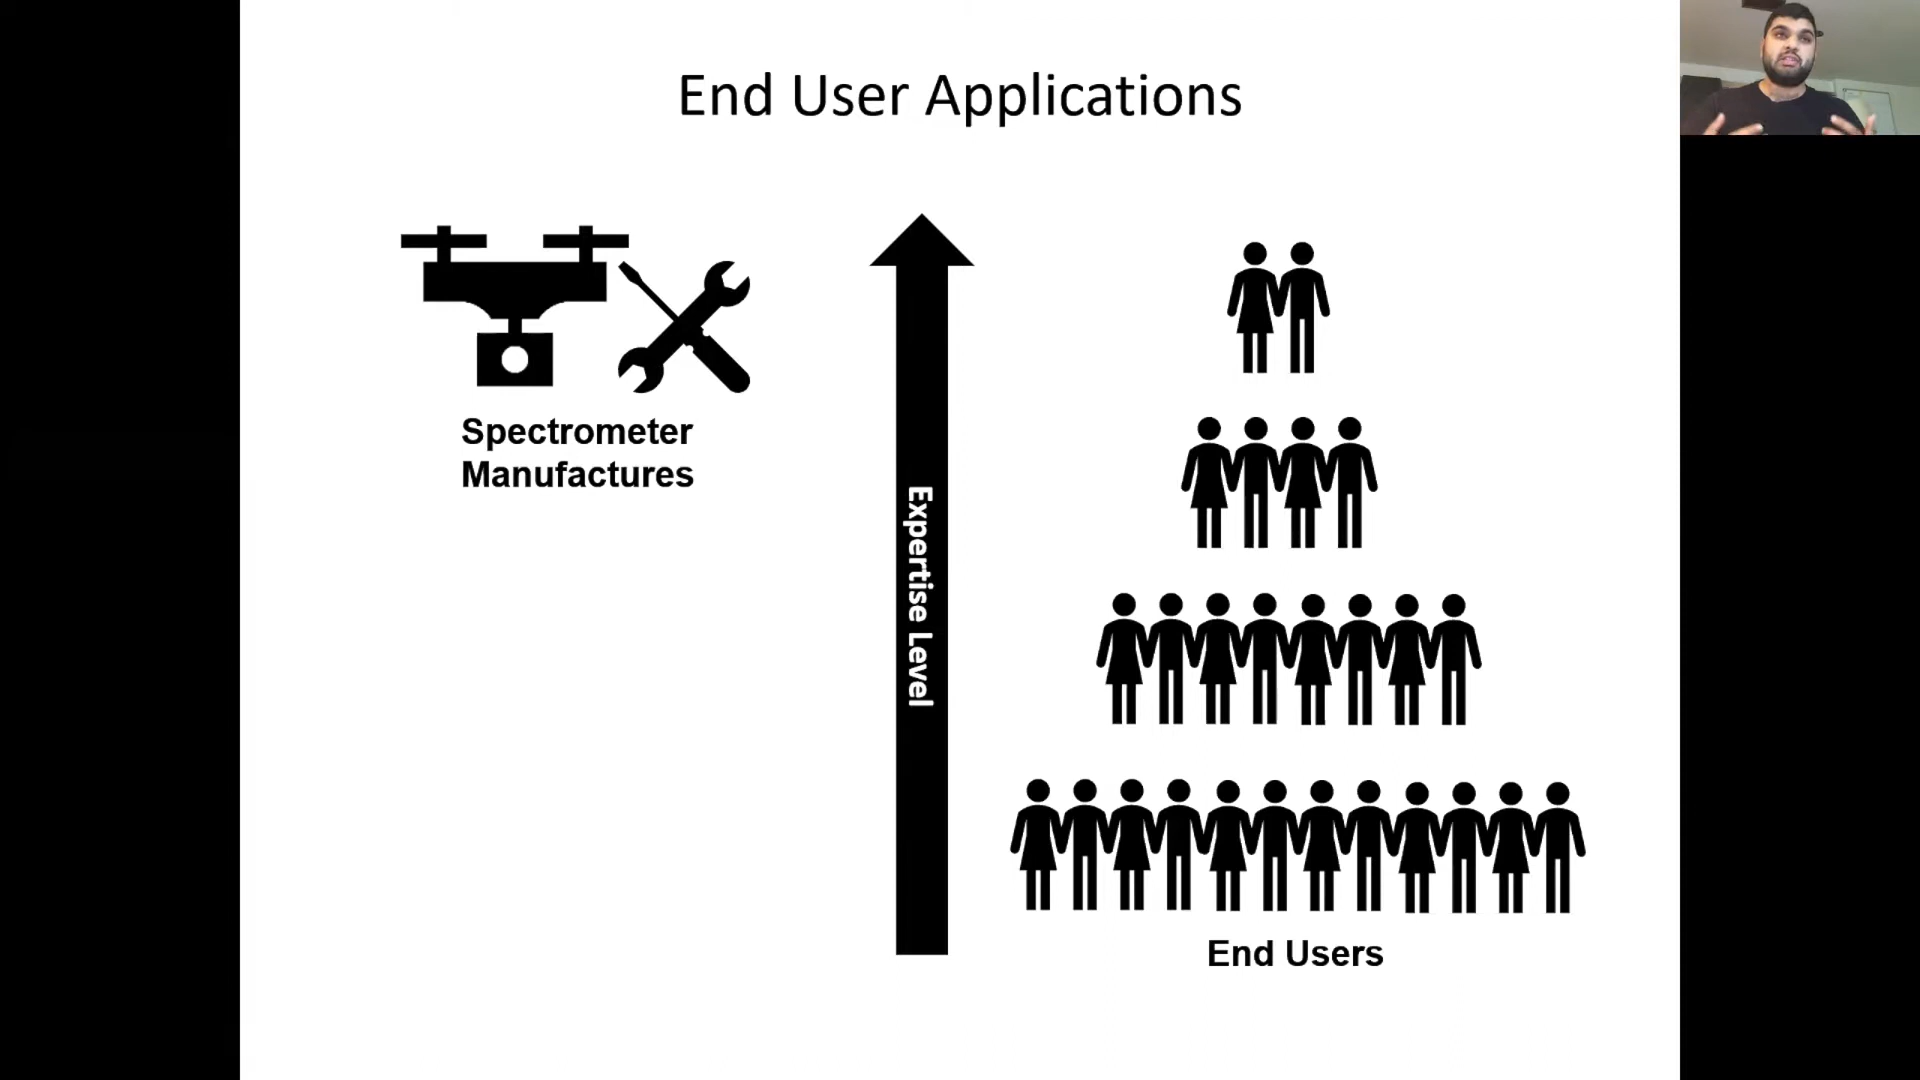 End User Applications
Spectrometer
Manufactures
Expertise Level
End Users